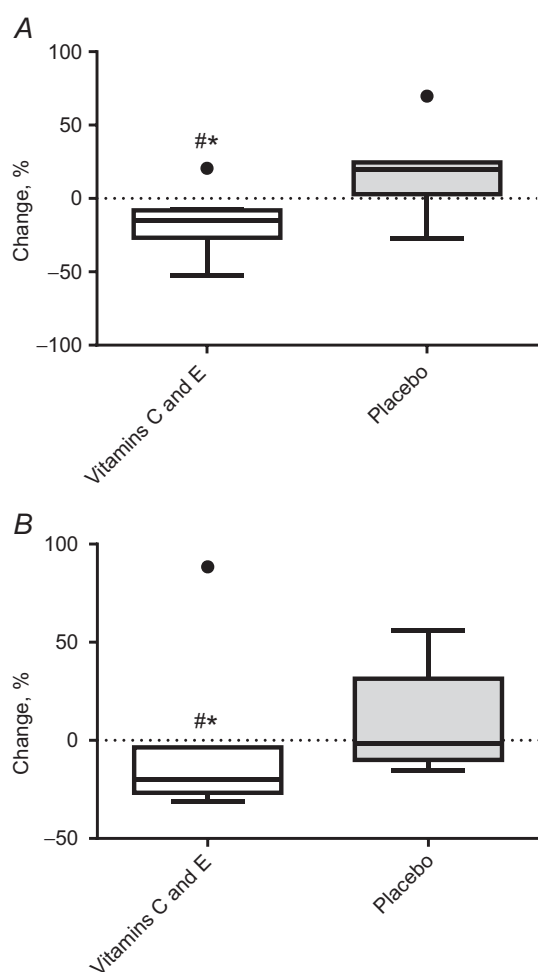 A
100
50
0
−50
−100
Change, %
#*
Vitamins C and E
Placebo
B
100
50
0
−50
Change, %
#*
Vitamins C and E
Placebo